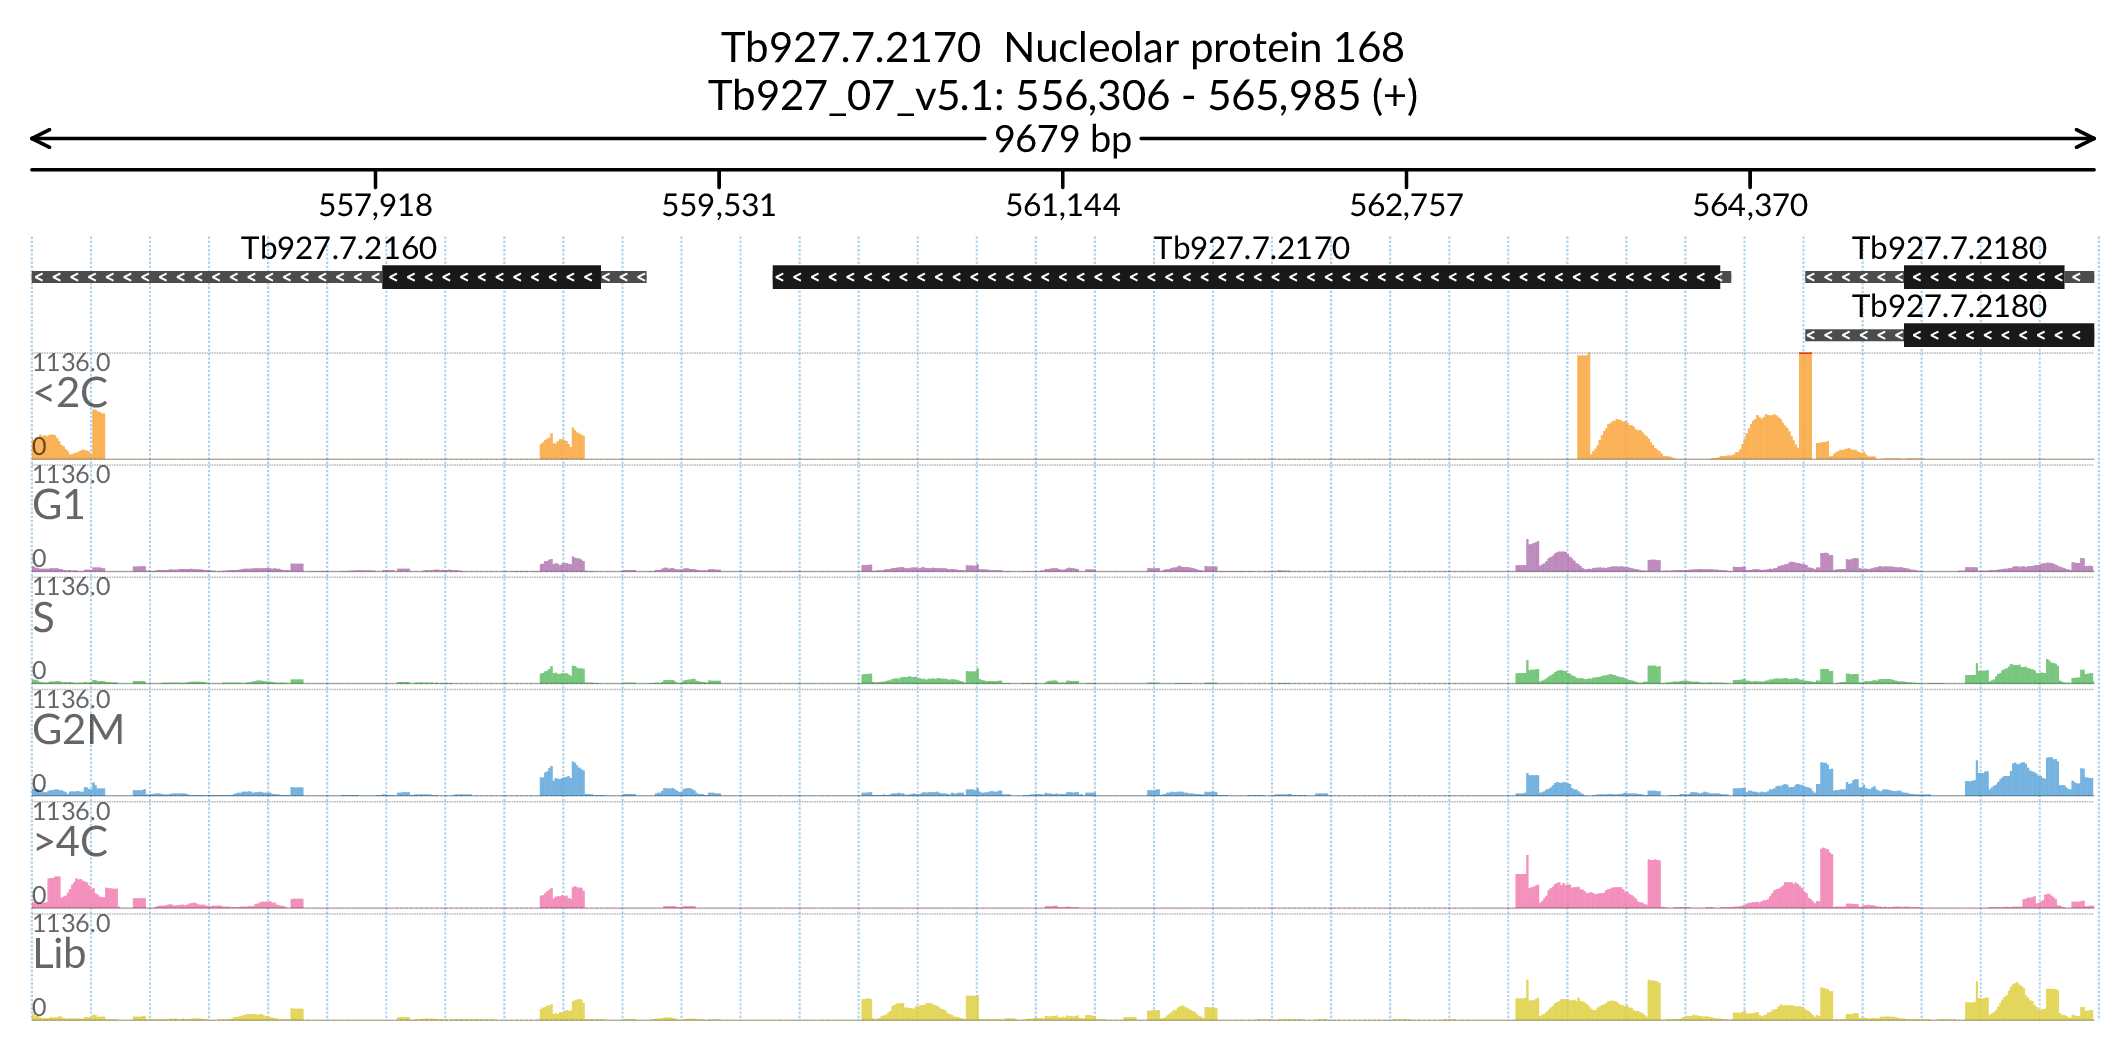 Tb927.7.2170  Nucleolar protein 168
Tb927_07_v5.1: 556,306 - 565,985 (+)
9679 bp
557,918 559,531 561,144 562,757 564,370
Tb927.7.2160 Tb927.7.2170 Tb927.7.2180
Tb927.7.2180
1136.0
<2C
0
1136.0
G1
0
1136.0
S
0
1136.0
G2M
0
1136.0
>4C
0
1136.0
Lib
0